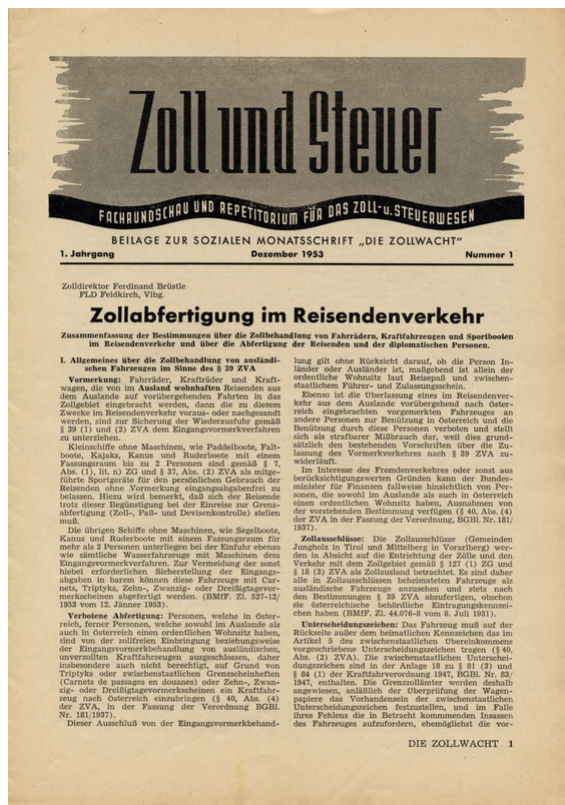 Zoll und Steuer
FACHRUNDSCHAU UND REPETITORIUM FÜR DAS ZOLL- u. STEUERWESEN
BEILAGE ZUR SOZIALEN MONATSSCHRIFT „DIE ZOLLWACHT"
1. Jahrgang Dezember 1953 Nummer 1
Zolldirektor Ferdinand Brüstle
FLD Feldkirch, Vlbg.
Zollabfertigung im Reisendenverkehr
Zusammenfassung der Bestimmungen über die Zollbehandlung von Fahrrädern, Kraftfahrzeugen und Sportbooten
im Reisendenverkehr und über die Abfertigung der Reisenden und der diplomatischen Personen.
I. Allgemeines über die Zollbehandlung von ausländi-
schen Fahrzeugen im Sinne des § 39 ZVA
Vormerkung: Fahrräder, Krafträder und Kraft-
wagen, die von im Ausland wohnhaften Reisenden aus
dem Auslande auf vorübergehenden Fahrten in das
Zollgebiet eingebracht werden, dann die zu diesem
Zwecke im Reisendenverkehr voraus- oder nachgesandt
werden, sind zur Sicherung der Wiederausfuhr gemäß
§ 39 (1) und (2) ZVA dem Eingangsvormerkverfahren
zu unterziehen.
Kleinschiffe ohne Maschinen, wie Paddelboote, Falt-
boote, Kajaks, Kanus und Ruderboote mit einem
Fassungsraum bis zu 2 Personen sind gemäß § 7,
Abs. (1), lit. n) ZG und § 37, Abs. (2) ZVA als mitge-
führte Sportgeräte für den persönlichen Gebrauch der
Reisenden ohne Vormerkung eingangsabgabenfrei zu
belassen. Hiezu wird bemerkt, daß sich der Reisende
trotz dieser Begünstigung bei der Einreise zur Grenz-
abfertigung (Zoll-, Paß- und Devisenkontrolle) stellen
muß.
Die übrigen Schiffe ohne Maschinen, wie Segelboote,
Kanus und Ruderboote mit einem Fassungsraum für
mehr als 2 Personen unterliegen bei der Einfuhr ebenso
wie sämtliche Wasserfahrzeuge mit Maschinen dem
Eingangsvormerkverfahren. Zur Vermeidung der sonst
hiebei erforderlichen Sicherstellung der Eingangs-
abgaben in barem können diese Fahrzeuge mit Car-
nets, Triptyks, Zehn-, Zwanzig- oder Dreißigtagevor-
merkscheinen abgefertigt werden. (BMfF. Zl. 527-12/
1953 vom 12. Jänner 1953).
Verbotene Abfertigung: Personen, welche in Öster-
reich, ferner Personen, welche sowohl im Auslande als
auch in Österreich einen ordentlichen Wohnsitz haben,
sind von der zollfreien Einbringung beziehungsweise
der Eingangsvormerkbehandlung von ausländischen,
unverzollten Kraftfahrzeugen ausgeschlossen, daher
insbesondere auch nicht berechtigt, auf Grund von
Triptyks oder zwischenstaatlichen Grenzscheinheften
(Carnets de passages en douanes) oder Zehn-, Zwan-
zig- oder Dreißigtagevormerkscheinen ein Kraftfahr-
zeug nach Österreich einzubringen (§ 40, Abs. (4)
der ZVA, in der Fassung der Verordnung BGBl.
Nr. 181/1937).
Dieser Ausschluß von der Eingangsvormerkbehand-
lung gilt ohne Rücksicht darauf, ob die Person In-
länder oder Ausländer ist, maßgebend ist allein der
ordentliche Wohnsitz laut Reisepaß und zwischen-
staatlichem Führer- und Zulassungsschein.
Ebenso ist die Überlassung eines im Reisendenver-
kehr aus dem Auslande vorübergehend nach Öster-
reich eingebrachten vorgemerkten Fahrzeuges an
andere Personen zur Benützung in Österreich und die
Benützung durch diese Personen verboten und stellt
sich als strafbarer Mißbrauch dar, weil dies grund-
sätzlich den bestehenden Vorschriften über die Zu-
lassung des Vormerkverkehres nach § 39 ZVA zu-
widerläuft.
Im Interesse des Fremdenverkehres oder sonst aus
berücksichtigungswerten Gründen kann der Bundes-
minister für Finanzen fallweise hinsichtlich von Per-
sonen, die sowohl im Auslande als auch in Österreich
einen ordentlichen Wohnsitz haben, Ausnahmen von
der vorstehenden Bestimmung verfügen (§ 40, Abs. (4)
der ZVA in der Fassung der Verordnung, BGBl. Nr. 181/
1937).
Zollausschlüsse: Die Zollausschlüsse (Gemeinden
Jungholz in Tirol und Mittelberg in Vorarlberg) wer-
den in Absicht auf die Entrichtung der Zölle und den
Verkehr mit dem Zollgebiet gemäß § 127 (1) ZG und
§ 18 (3) ZVA als Zollausland betrachtet. Es sind daher
alle in Zollausschlüssen beheimateten Fahrzeuge als
ausländische Fahrzeuge anzusehen und stets nach
den Bestimmungen § 39 ZVA abzufertigen, obschon
sie österreichische behördliche Eintragungskennzei-
chen haben (BMfF. Zl. 44.076-8 vom 8. Juli 1931).
Unterscheidungszeichen: Das Fahrzeug muß auf der
Rückseite außer dem heimatlichen Kennzeichen das im
Artikel 5 des zwischenstaatlichen Übereinkommens
vorgeschriebene Unterscheidungszeichen tragen (§ 40,
Abs. (2) ZVA). Die zwischenstaatlichen Unterschei-
dungszeichen sind in der Anlage 18 zu § 81 (3) und
§ 84 (1) der Kraftfahrverordnung 1947, BGBl. Nr. 83/
1947, enthalten. Die Grenzzollämter werden deshalb
angewiesen, anläßlich der Überprüfung der Wagen-
papiere das Vorhandensein der zwischenstaatlichen
Unterscheidungszeichen festzustellen, und im Falle
ihres Fehlens die in Betracht kommmenden Insassen
des Fahrzeuges aufzufordern, ehemöglichst die vor-
DIE ZOLLWACHT 1